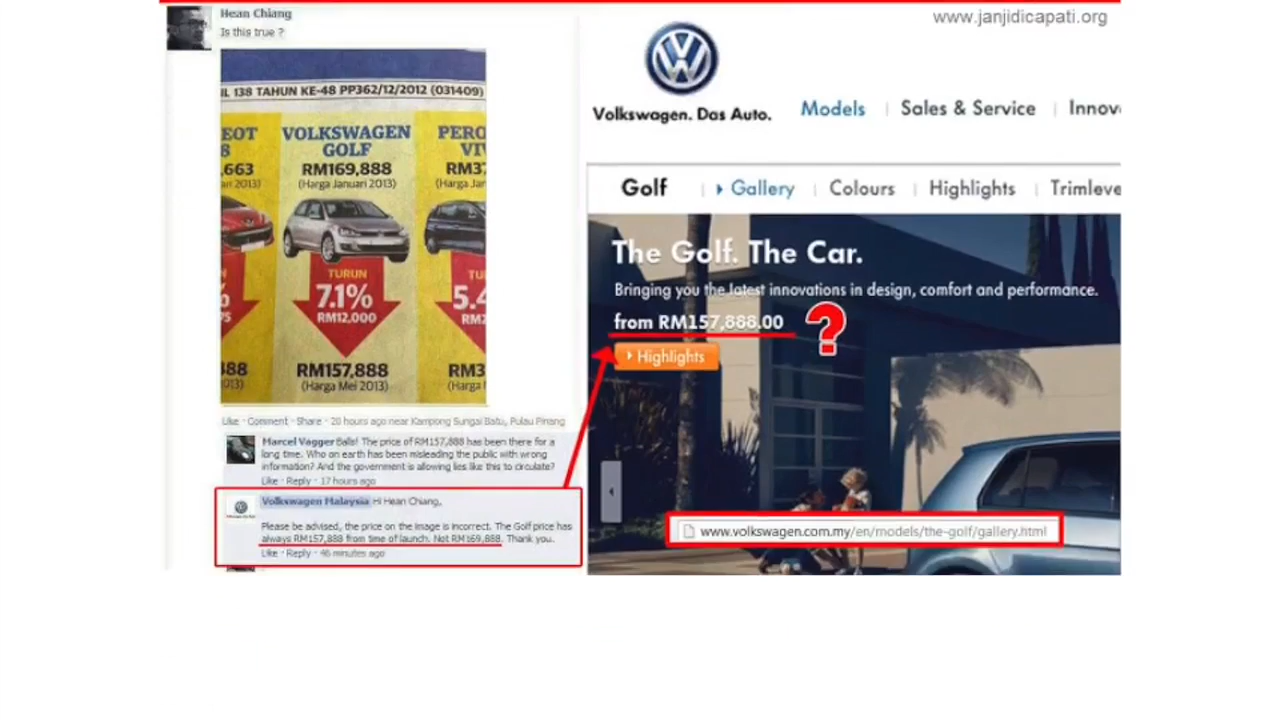 www.janjidicapati.org
Hean Chiang
Is this true ?
IL 138 TAHUN KE-48 PP362/12/2012 (031409)
EOT
8
,663
ari 2013)
VOLKSWAGEN
GOLF
RM169,888
(Harga Januari 2013)
PERO
VIV
RM37
(Harga Jan
TURUN
7.1%
RM12,000
%
75
TU
5.4
RM2
888
2013)
RM157,888
(Harga Mei 2013)
RM3
(Harga M
Like · Comment · Share · 20 hours ago near Kampong Sungai Batu, Pulau Pinang
Marcel Vagger Balls! The price of RM157,888 has been there for a
long time. Who on earth has been misleading the public with wrong
information? And the government is allowing lies like this to circulate?
Like · Reply · 17 hours ago
Volkswagen Malaysia Hi Hean Chiang,
Please be advised, the price on the image is incorrect. The Golf price has
always RM157,888 from time of launch. Not RM169,888. Thank you.
Like · Reply · 46 minutes ago
Volkswagen. Das Auto.
Models
Sales & Service
Innov
Golf
Gallery
Colours
Highlights
Trimleve
The Golf. The Car.
Bringing you the latest innovations in design, comfort and performance.
from RM157,888.00
?
Highlights
www.volkswagen.com.my/en/models/the-golf/gallery.html